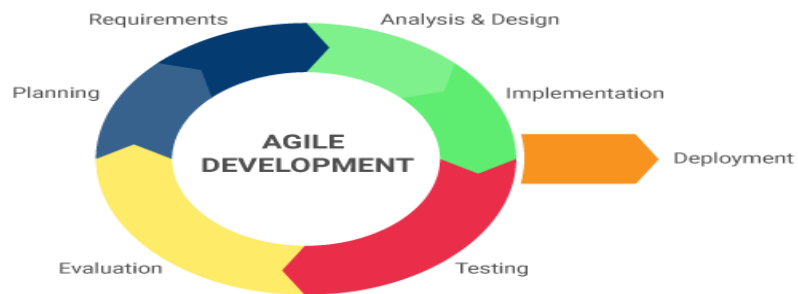 Requirements
Analysis & Design
Planning
Implementation
AGILE
DEVELOPMENT
Deployment
Evaluation
Testing